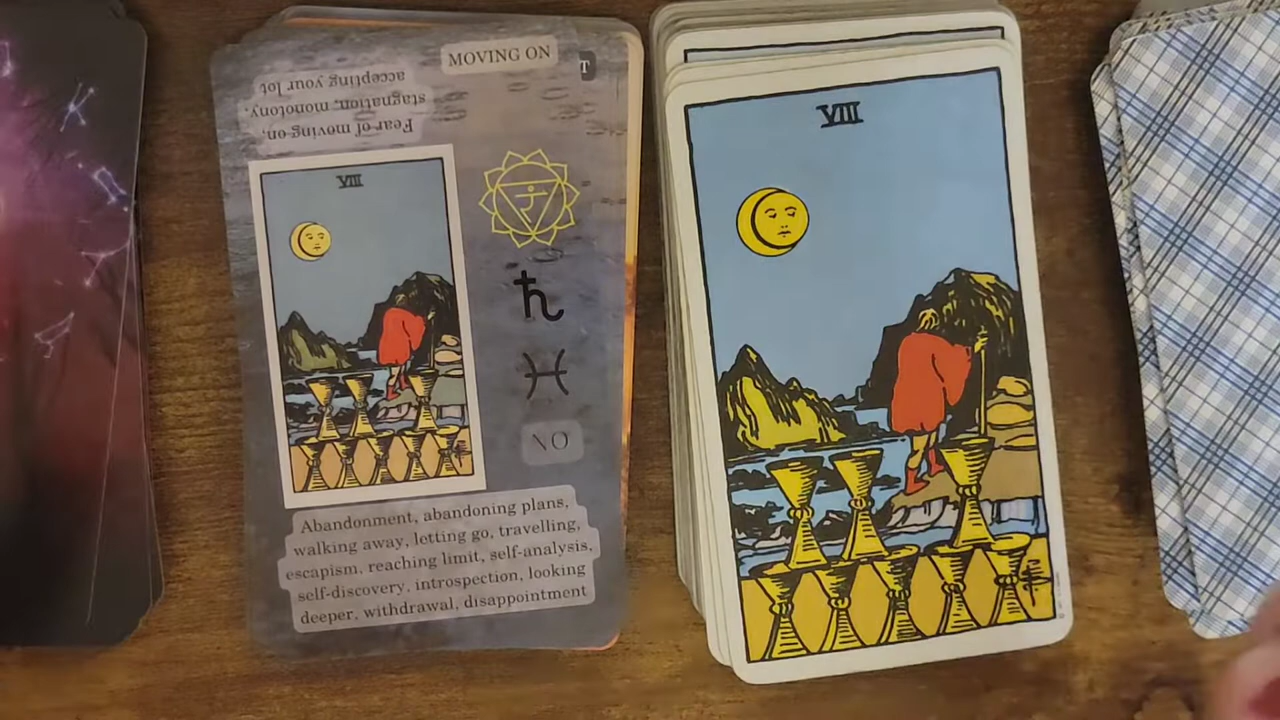 MOVING ON
T
Fear of moving on,
stagnation, monotony,
accepting your lot
VIII
NO
Abandonment, abandoning plans,
walking away, letting go, travelling,
escapism, reaching limit, self-analysis,
self-discovery, introspection, looking
deeper, withdrawal, disappointment
VIII